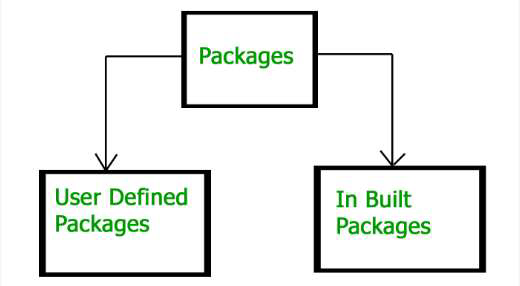 Packages
User Defined
Packages
In Built
Packages